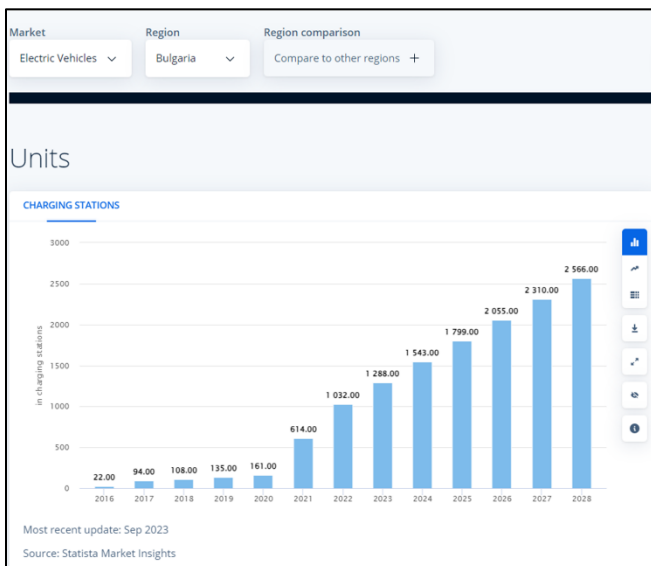 Market Region Region comparison
Electric Vehicles Bulgaria Compare to other regions +
Units
CHARGING STATIONS
3000
2500
2000
1500
1000
500
0
in charging stations
22.00 94.00 108.00 135.00 161.00 614.00 1 032.00 1 288.00 1 543.00 1 799.00 2 055.00 2 310.00 2 566.00
2016 2017 2018 2019 2020 2021 2022 2023 2024 2025 2026 2027 2028
Most recent update: Sep 2023
Source: Statista Market Insights